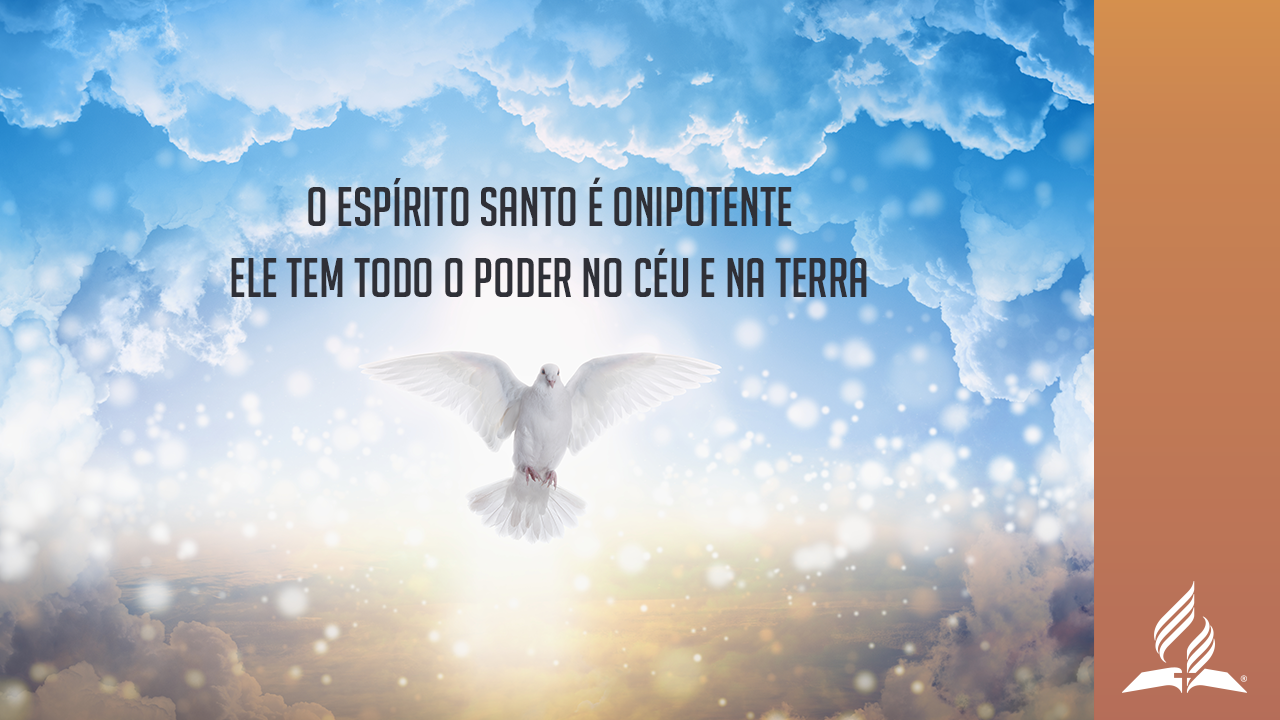 O ESPÍRITO SANTO É ONIPOTENTE
ELE TEM TODO O PODER NO CÉU E NA TERRA
®